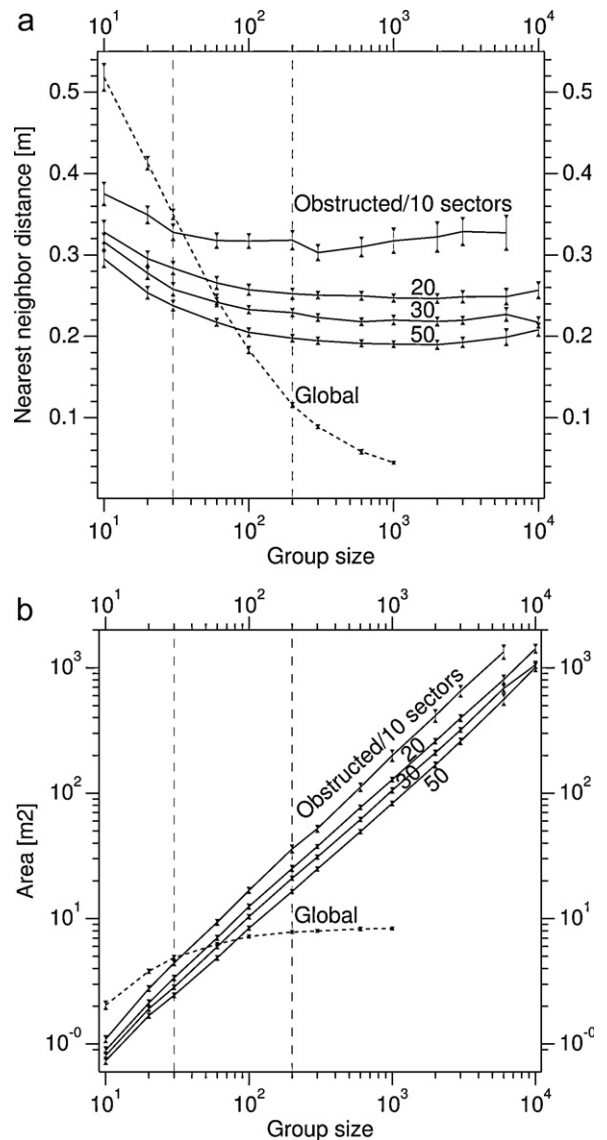 a
10^1 10^2 10^3 10^4
0.5 0.5
0.4 0.4
Obstructed/10 sectors
0.3 0.3
20
30
0.2 0.2
50
Global
0.1 0.1
Nearest neighbor distance [m]
10^1 10^2 10^3 10^4
Group size
b
10^1 10^2 10^3 10^4
10^3 10^3
Obstructed/10 sectors
20
30
50
10^2 10^2
Area [m2]
Global
10^1 10^1
10^-0 10^-0
10^1 10^2 10^3 10^4
Group size